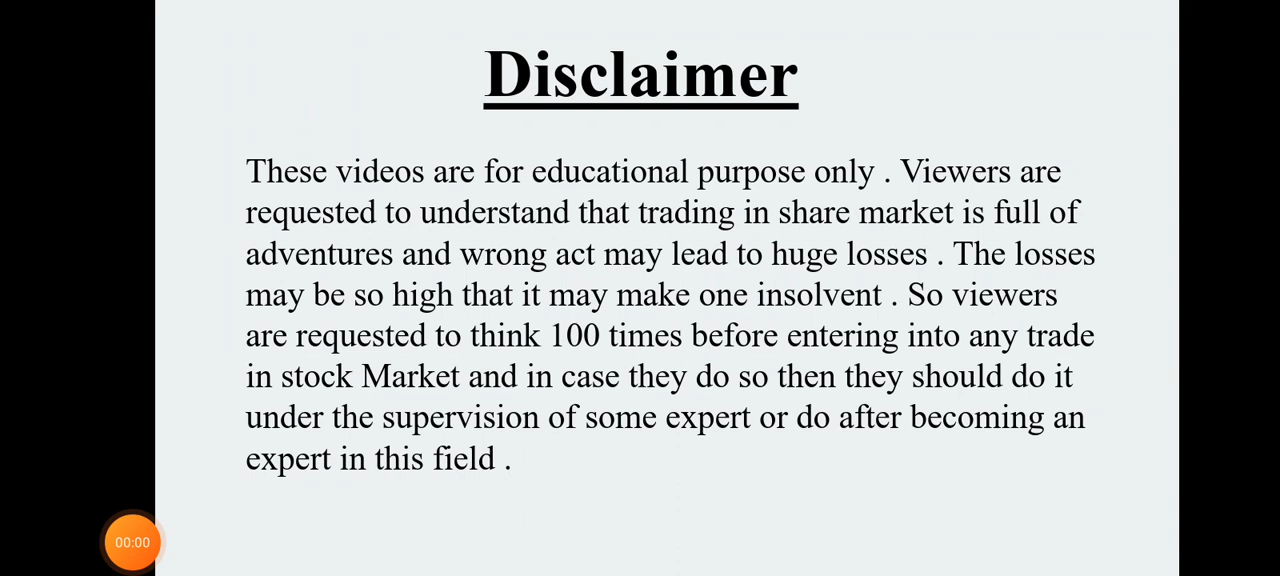 Disclaimer
These videos are for educational purpose only . Viewers are
requested to understand that trading in share market is full of
adventures and wrong act may lead to huge losses . The losses
may be so high that it may make one insolvent . So viewers
are requested to think 100 times before entering into any trade
in stock Market and in case they do so then they should do it
under the supervision of some expert or do after becoming an
expert in this field .
00:00